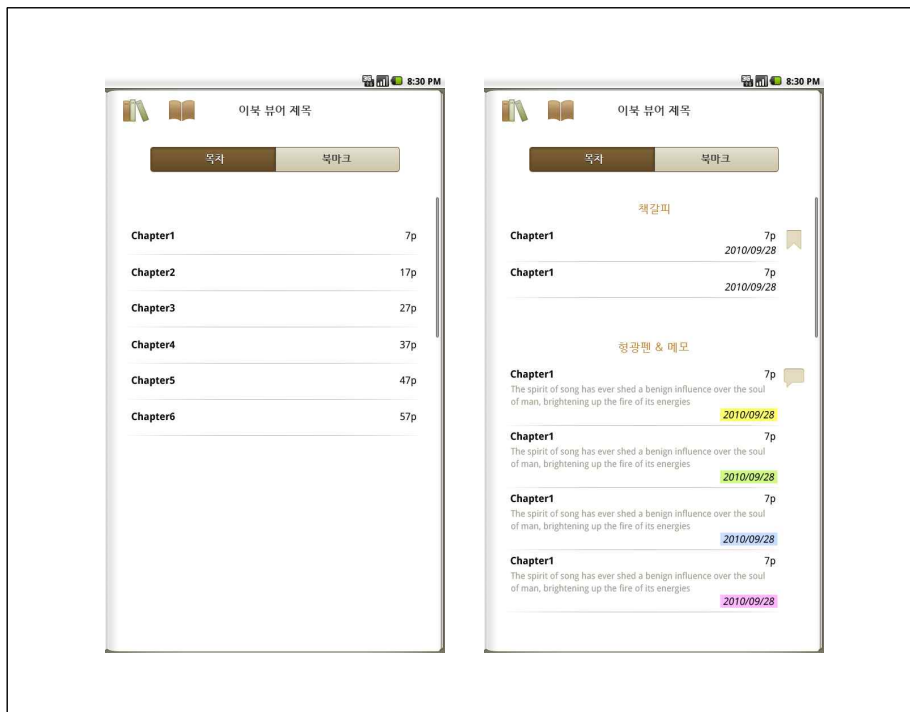 8:30 PM
이북 뷰어 제목
목차 북마크
Chapter1 7p
Chapter2 17p
Chapter3 27p
Chapter4 37p
Chapter5 47p
Chapter6 57p
8:30 PM
이북 뷰어 제목
목차 북마크
책갈피
Chapter1 7p
2010/09/28
Chapter1 7p
2010/09/28
형광펜 & 메모
Chapter1 7p
The spirit of song has ever shed a benign influence over the soul
of man, brightening up the fire of its energies
2010/09/28
Chapter1 7p
The spirit of song has ever shed a benign influence over the soul
of man, brightening up the fire of its energies
2010/09/28
Chapter1 7p
The spirit of song has ever shed a benign influence over the soul
of man, brightening up the fire of its energies
2010/09/28
Chapter1 7p
The spirit of song has ever shed a benign influence over the soul
of man, brightening up the fire of its energies
2010/09/28